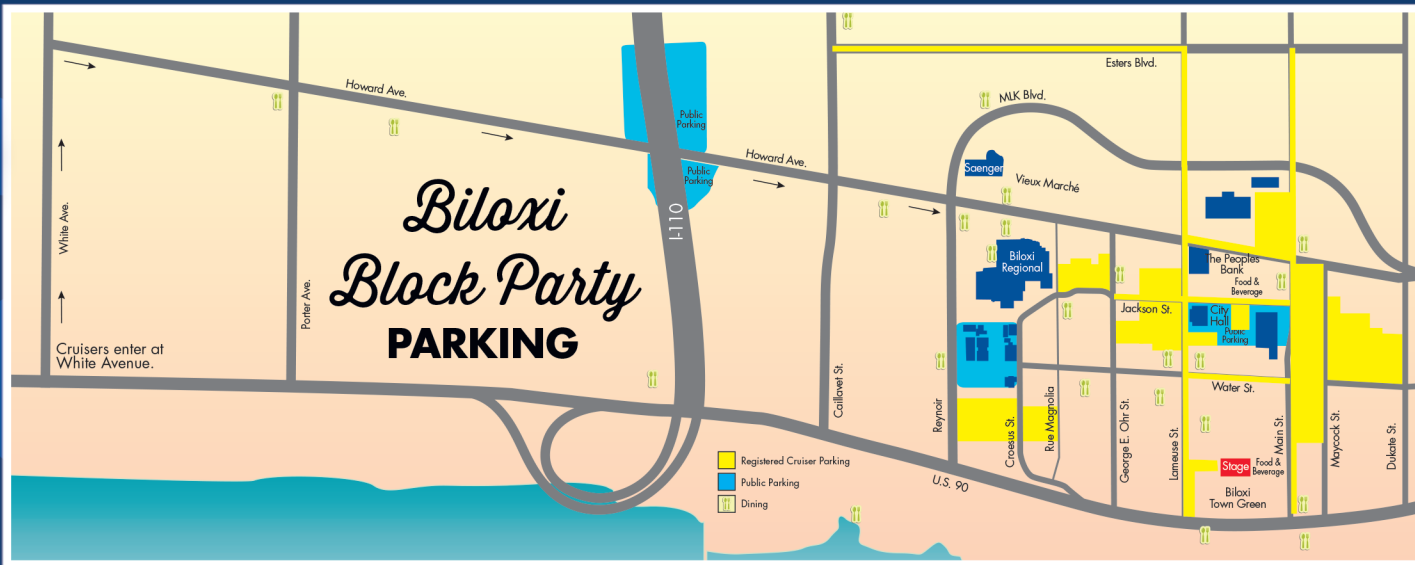 Biloxi
Block Party
PARKING
Cruisers enter at
White Avenue.
White Ave.
Porter Ave.
Howard Ave.
Public
Parking
Public
Parking
I-110
Howard Ave.
Caillavet St.
Esters Blvd.
MLK Blvd.
Saenger
Vieux Marché
Biloxi
Regional
The Peoples
Bank
Food &
Beverage
Jackson St.
City
Hall
Public
Parking
Water St.
Reynoir
Croesus St.
Rue Magnolia
George E. Ohr St.
Lameuse St.
Main St.
Maycock St.
Dukate St.
Stage
Food &
Beverage
Biloxi
Town Green
U.S. 90
Registered Cruiser Parking
Public Parking
Dining